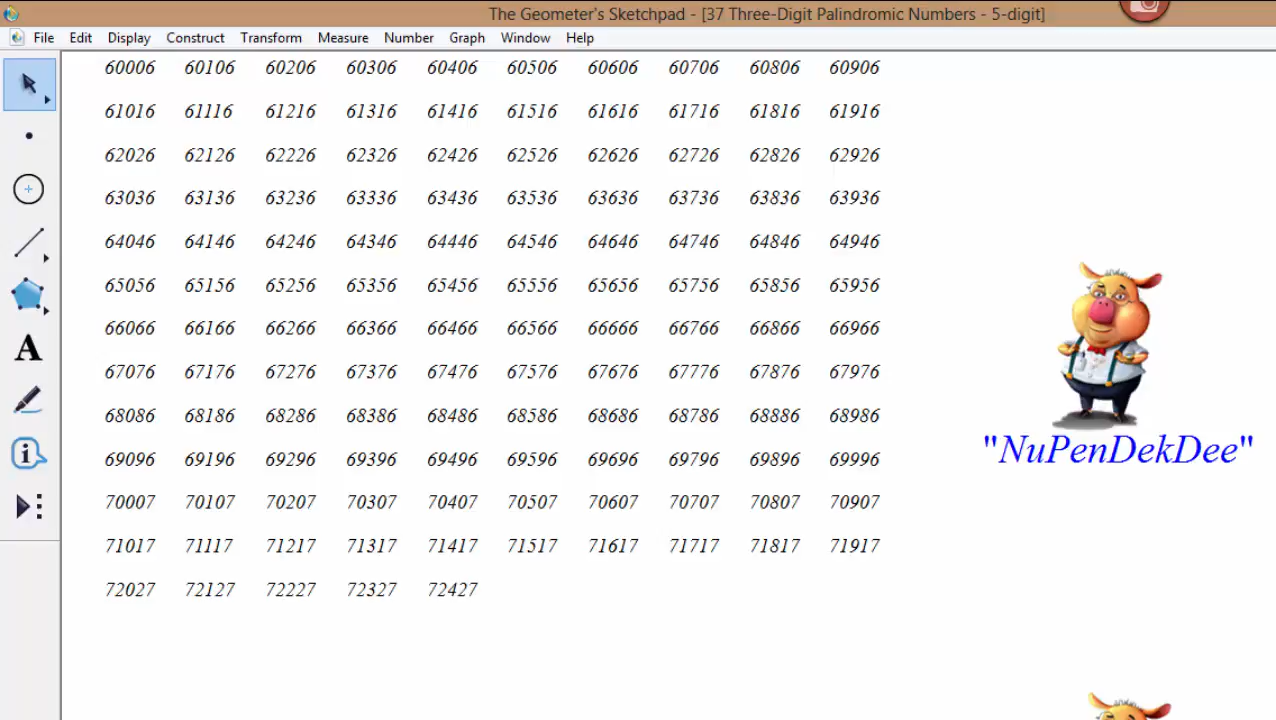 The Geometer's Sketchpad - [37 Three-Digit Palindromic Numbers - 5-digit]
File Edit Display Construct Transform Measure Number Graph Window Help
60006 60106 60206 60306 60406 60506 60606 60706 60806 60906
61016 61116 61216 61316 61416 61516 61616 61716 61816 61916
62026 62126 62226 62326 62426 62526 62626 62726 62826 62926
63036 63136 63236 63336 63436 63536 63636 63736 63836 63936
64046 64146 64246 64346 64446 64546 64646 64746 64846 64946
65056 65156 65256 65356 65456 65556 65656 65756 65856 65956
66066 66166 66266 66366 66466 66566 66666 66766 66866 66966
67076 67176 67276 67376 67476 67576 67676 67776 67876 67976
68086 68186 68286 68386 68486 68586 68686 68786 68886 68986
"NuPenDekDee"
69096 69196 69296 69396 69496 69596 69696 69796 69896 69996
70007 70107 70207 70307 70407 70507 70607 70707 70807 70907
71017 71117 71217 71317 71417 71517 71617 71717 71817 71917
72027 72127 72227 72327 72427
A